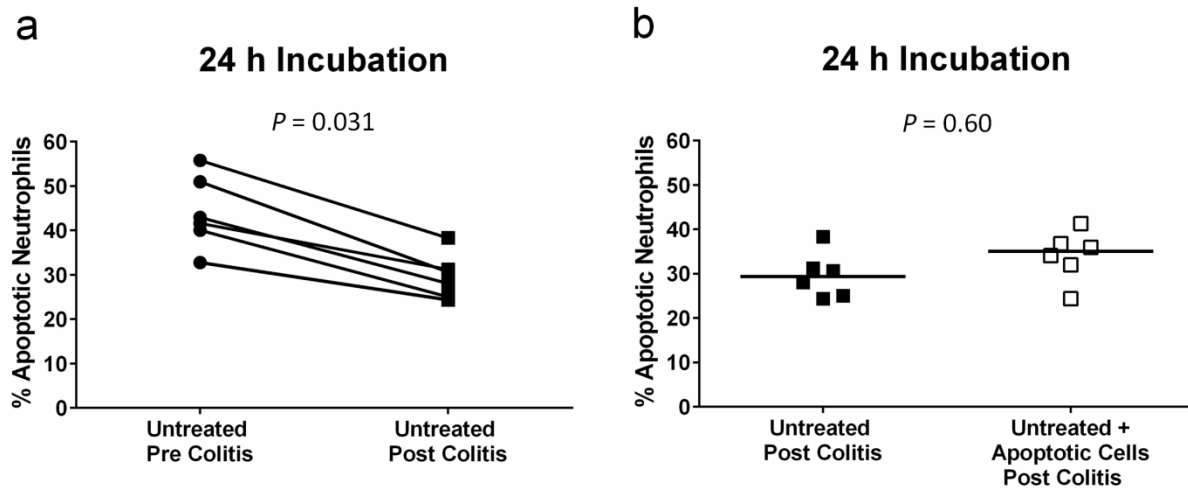 a
24 h Incubation
P = 0.031
% Apoptotic Neutrophils
60
50
40
30
20
10
0
Untreated
Pre Colitis
Untreated
Post Colitis
b
24 h Incubation
P = 0.60
% Apoptotic Neutrophils
60
50
40
30
20
10
0
Untreated
Post Colitis
Untreated +
Apoptotic Cells
Post Colitis